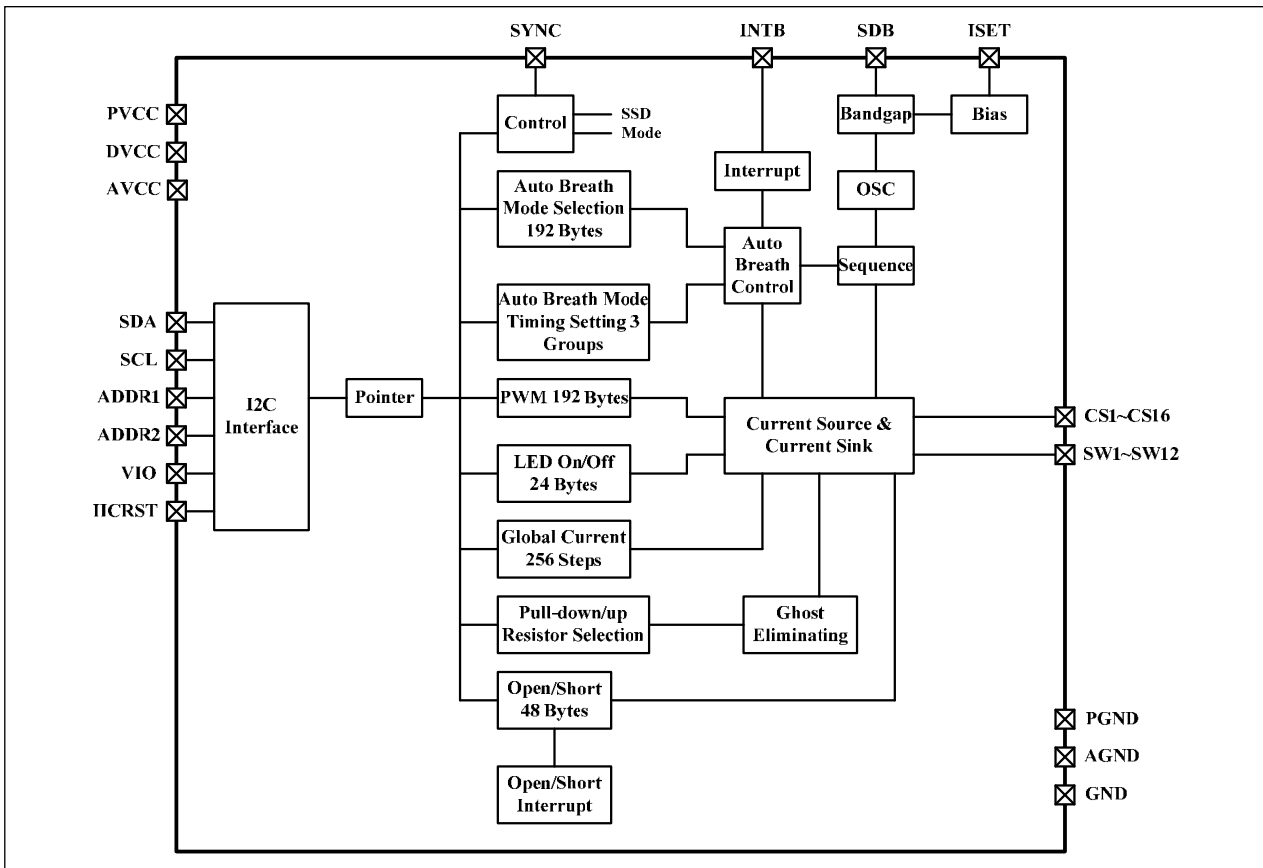 SYNC
INTB
SDB
ISET
PVCC
DVCC
AVCC
Control
SSD
Mode
Bandgap
Bias
Interrupt
OSC
Auto Breath
Mode Selection
192 Bytes
Auto
Breath
Control
Sequence
Auto Breath Mode
Timing Setting 3
Groups
SDA
SCL
ADDR1
ADDR2
VIO
IICRST
I2C
Interface
Pointer
PWM 192 Bytes
Current Source &
Current Sink
CS1~CS16
SW1~SW12
LED On/Off
24 Bytes
Global Current
256 Steps
Pull-down/up
Resistor Selection
Ghost
Eliminating
Open/Short
48 Bytes
Open/Short
Interrupt
PGND
AGND
GND